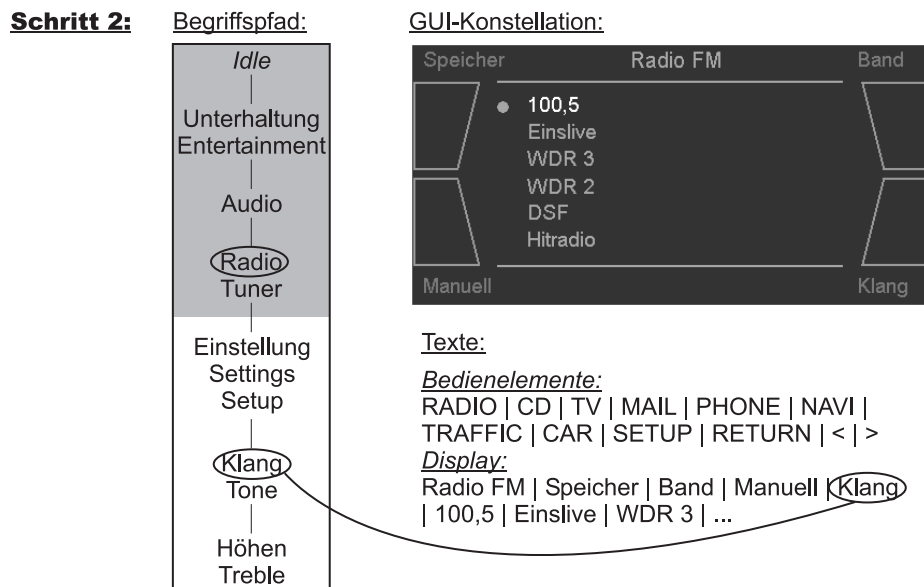 Schritt 2:
Begriffspfad:
Idle
Unterhaltung
Entertainment
Audio
Radio
Tuner
Einstellung
Settings
Setup
Klang
Tone
Höhen
Treble
GUI-Konstellation:
Speicher Radio FM Band
100,5
Einslive
WDR 3
WDR 2
DSF
Hitradio
Manuell Klang
Texte:
Bedienelemente:
RADIO | CD | TV | MAIL | PHONE | NAVI |
TRAFFIC | CAR | SETUP | RETURN | < | >
Display:
Radio FM | Speicher | Band | Manuell | Klang
| 100,5 | Einslive | WDR 3 | ...